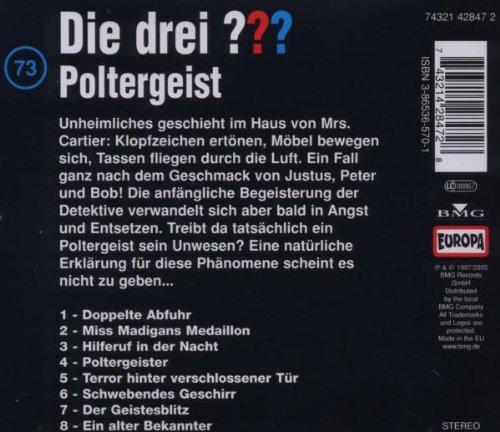 74321 42847 2
Die drei ???
73
Poltergeist
Unheimliches geschieht im Haus von Mrs.
Cartier: Klopfzeichen ertönen, Möbel bewegen
sich, Tassen fliegen durch die Luft. Ein Fall
ganz nach dem Geschmack von Justus, Peter
und Bob! Die anfängliche Begeisterung der
Detektive verwandelt sich aber bald in Angst
und Entsetzen. Treibt da tatsächlich ein
Poltergeist sein Unwesen? Eine natürliche
Erklärung für diese Phänomene scheint es
nicht zu geben...
1 - Doppelte Abfuhr
2 - Miss Madigans Medaillon
3 - Hilferuf in der Nacht
4 - Poltergeister
5 - Terror hinter verschlossener Tür
6 - Schwebendes Geschirr
7 - Der Geistesblitz
8 - Ein alter Bekannter
ISBN 3-86536-570-1
7 43214 28472 2
LC 00967
BMG
EUROPA
℗ & © 1997/2005
BMG Records
GmbH
Distributed
by the local
BMG Company
All Trademarks
and Logos are
protected.
Made in the EU
www.bmg.de
STEREO